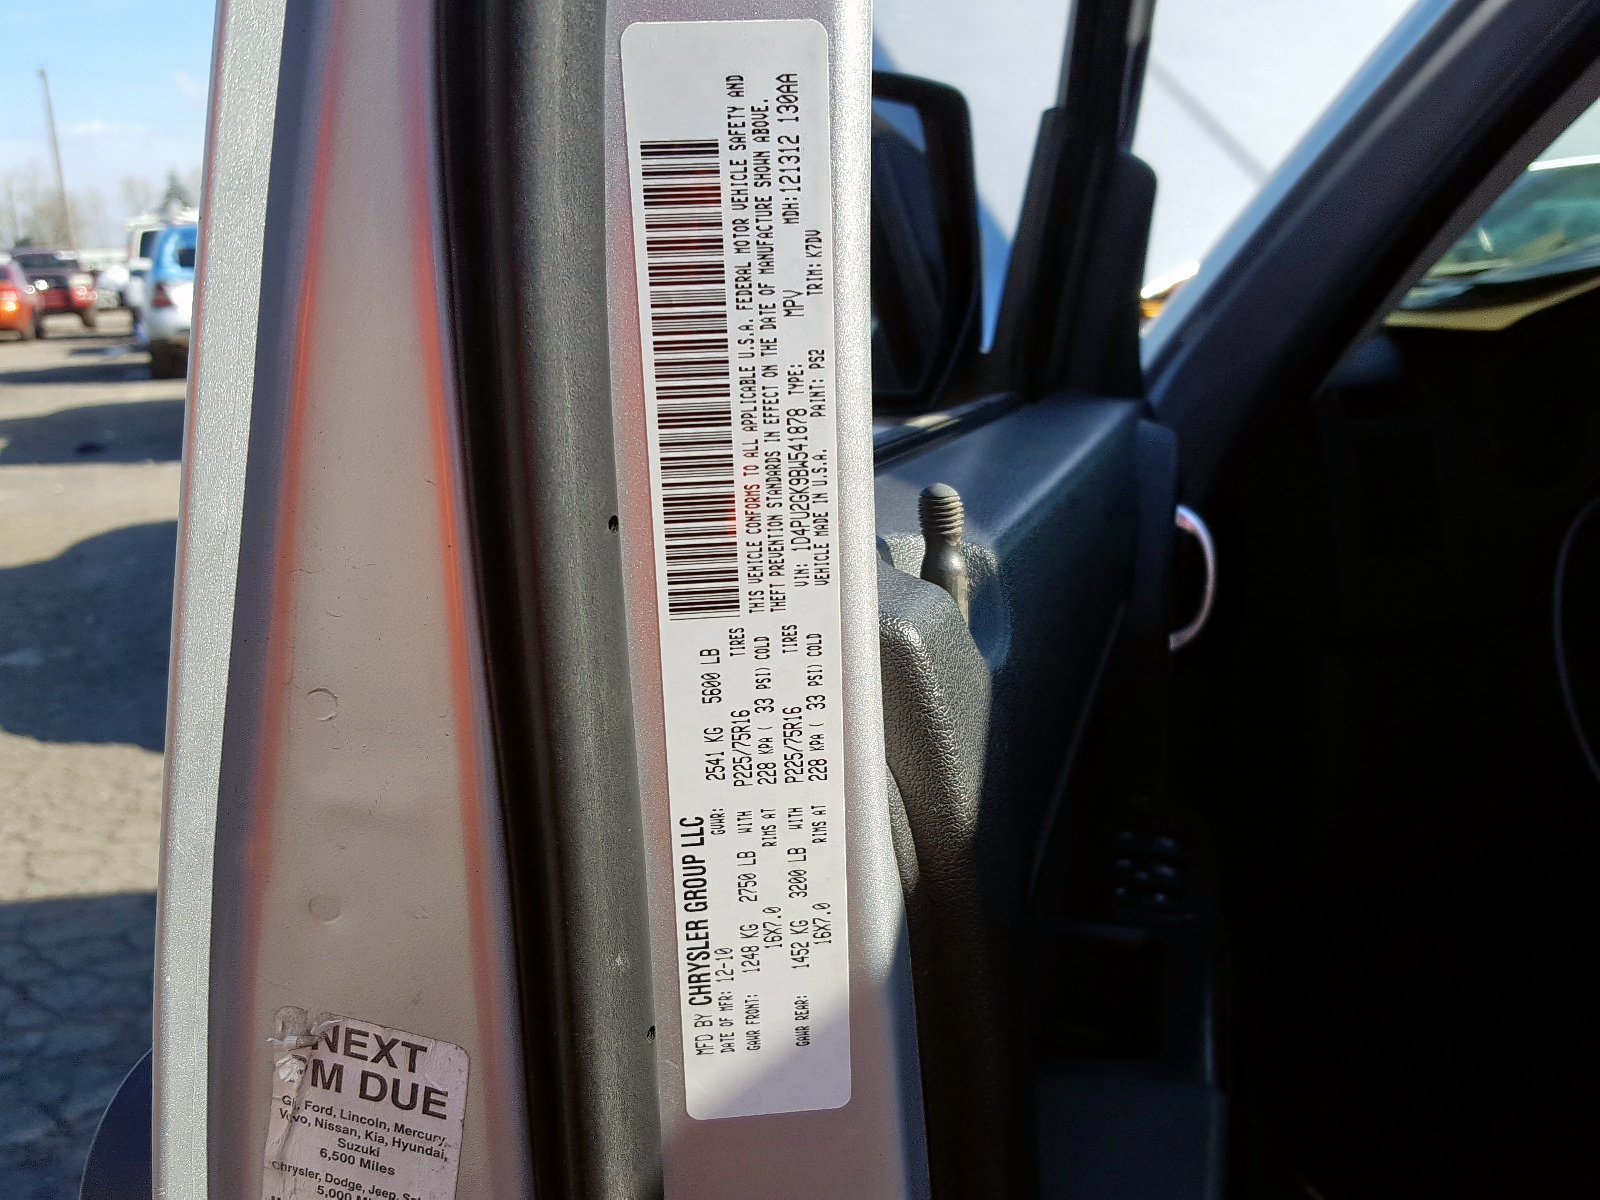 MFD BY CHRYSLER GROUP LLC
DATE OF MFR: 12-10 GVWR: 2541 KG 5600 LB
GAWR FRONT: 1248 KG 2750 LB WITH P225/75R16 TIRES
16X7.0 RIMS AT 228 KPA ( 33 PSI) COLD
GAWR REAR: 1452 KG 3200 LB WITH P225/75R16 TIRES
16X7.0 RIMS AT 228 KPA ( 33 PSI) COLD
THIS VEHICLE CONFORMS TO ALL APPLICABLE U.S.A. FEDERAL MOTOR VEHICLE SAFETY AND
THEFT PREVENTION STANDARDS IN EFFECT ON THE DATE OF MANUFACTURE SHOWN ABOVE.
VIN: 1D4PU2GK9BW541878 TYPE: MPV MDH: 121312 130AA
VEHICLE MADE IN U.S.A. PAINT: PS2 TRIM: K7DV
NEXT
PM DUE
Ford, Lincoln, Mercury,
Nissan, Kia, Hyundai,
Suzuki
6,500 Miles
Chrysler, Dodge, Jeep,
5,000